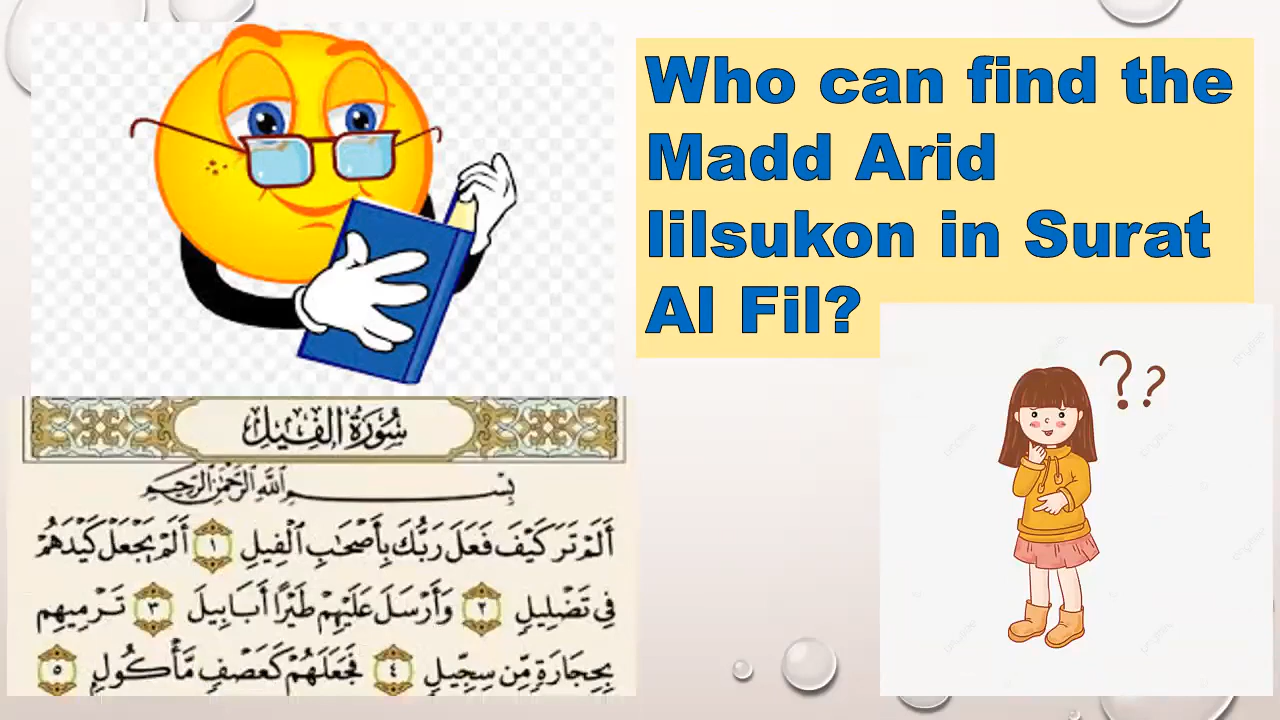 Who can find the
Madd Arid
lilsukon in Surat
Al Fil?
سُورَةُ الفِيلِ
بِسْمِ اللَّهِ الرَّحْمَٰنِ الرَّحِيمِ
أَلَمْ تَرَ كَيْفَ فَعَلَ رَبُّكَ بِأَصْحَٰبِ ٱلْفِيلِ ١ أَلَمْ يَجْعَلْ كَيْدَهُمْ
فِى تَضْلِيلٍ ٢ وَأَرْسَلَ عَلَيْهِمْ طَيْرًا أَبَابِيلَ ٣ تَرْمِيهِم
بِحِجَارَةٍ مِّن سِجِّيلٍ ٤ فَجَعَلَهُمْ كَعَصْفٍ مَّأْكُولٍ ٥
? ?